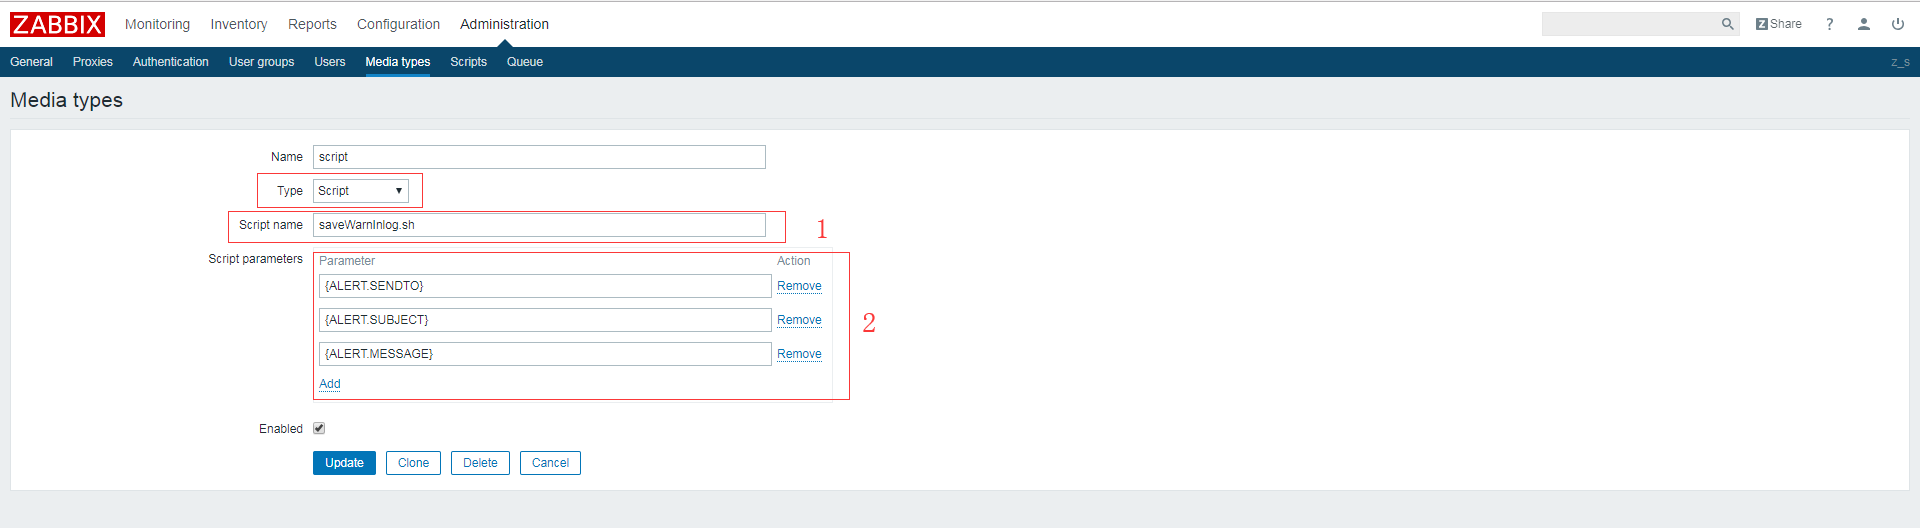 ZABBIX Monitoring Inventory Reports Configuration Administration Z Share ?
General Proxies Authentication User groups Users Media types Scripts Queue z_s
Media types
Name script
Type Script
Script name saveWarnInlog.sh 1
Script parameters Parameter Action
{ALERT.SENDTO} Remove
{ALERT.SUBJECT} Remove 2
{ALERT.MESSAGE} Remove
Add
Enabled
Update Clone Delete Cancel